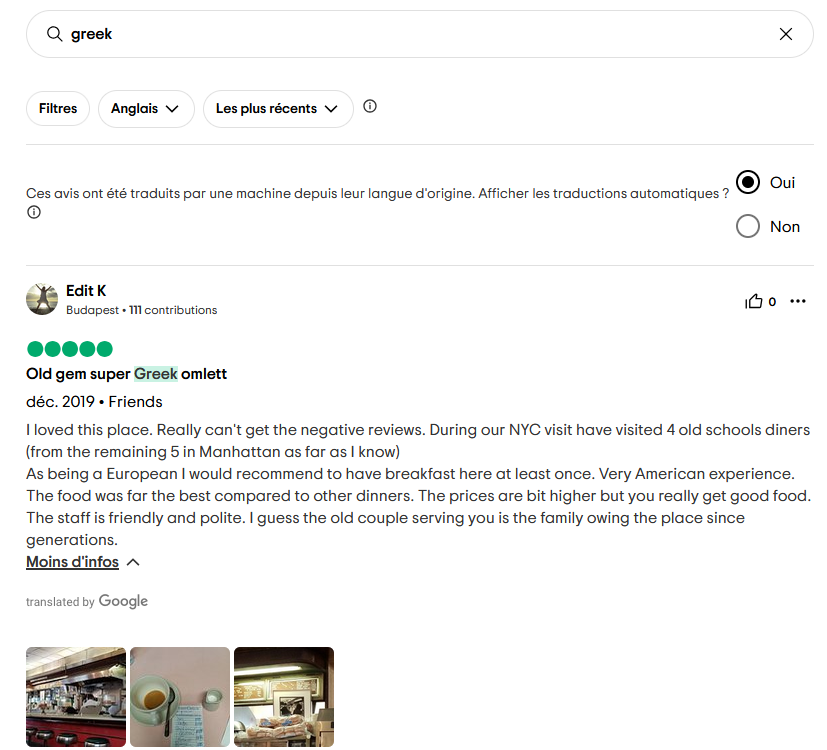 greek
Filtres
Anglais
Les plus récents
Ces avis ont été traduits par une machine depuis leur langue d'origine. Afficher les traductions automatiques ?
Oui
Non
Edit K
Budapest • 111 contributions
0
Old gem super Greek omlett
déc. 2019 • Friends
I loved this place. Really can't get the negative reviews. During our NYC visit have visited 4 old schools diners
(from the remaining 5 in Manhattan as far as I know)
As being a European I would recommend to have breakfast here at least once. Very American experience.
The food was far the best compared to other dinners. The prices are bit higher but you really get good food.
The staff is friendly and polite. I guess the old couple serving you is the family owing the place since
generations.
Moins d'infos
translated by Google